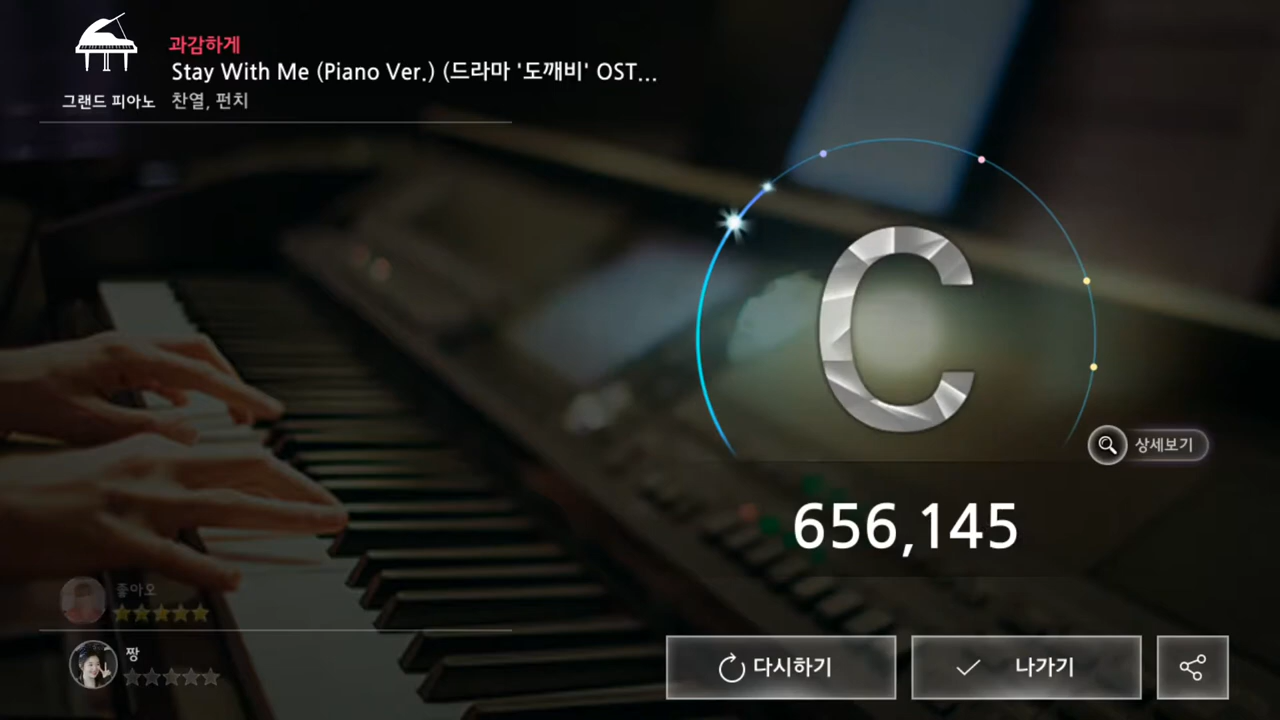 과감하게
Stay With Me (Piano Ver.) (드라마 '도깨비' OST...
그랜드 피아노
찬열, 펀치
C
상세보기
656,145
좋아오
짱
다시하기
나가기